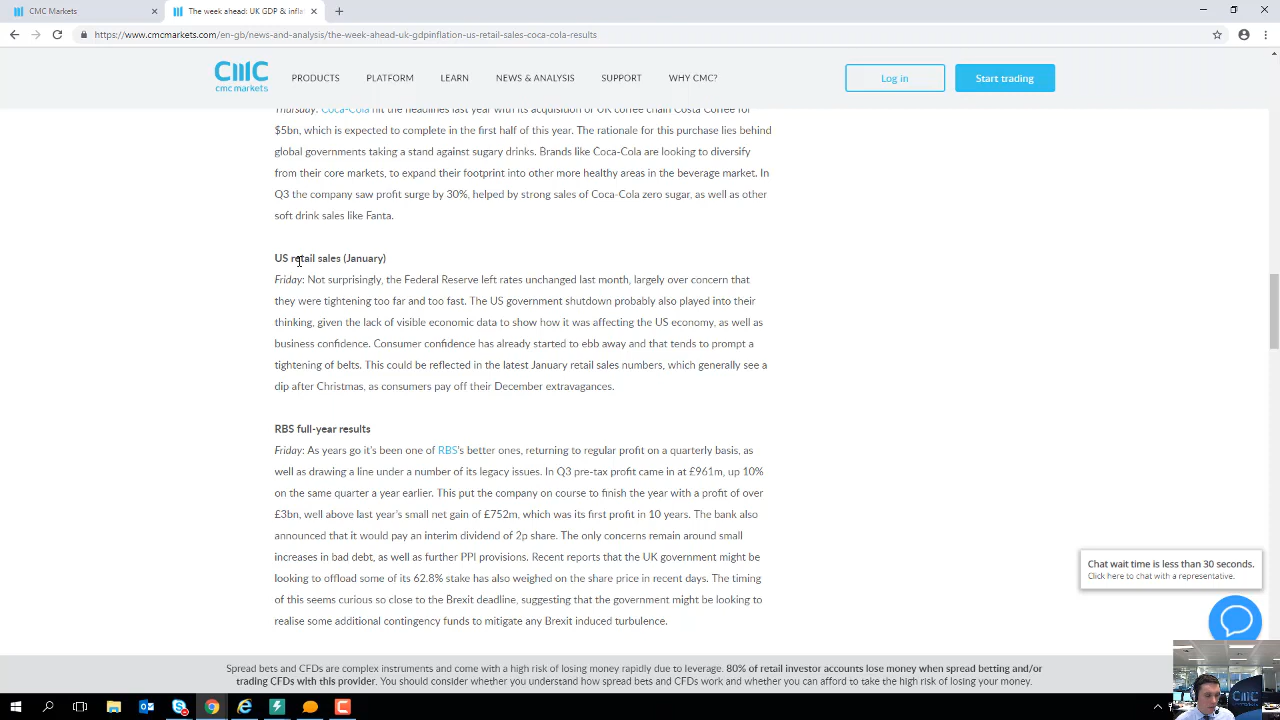 CMC Markets
The week ahead: UK GDP & infla
https://www.cmcmarkets.com/en-gb/news-and-analysis/the-week-ahead-uk-gdpinflation-us-retail-sales-coca-cola-results
cmc markets
PRODUCTS PLATFORM LEARN NEWS & ANALYSIS SUPPORT WHY CMC? Log in Start trading
Thursday: Coca-Cola hit the headlines last year with its acquisition of UK coffee chain Costa Coffee for
$5bn, which is expected to complete in the first half of this year. The rationale for this purchase lies behind
global governments taking a stand against sugary drinks. Brands like Coca-Cola are looking to diversify
from their core markets, to expand their footprint into other more healthy areas in the beverage market. In
Q3 the company saw profit surge by 30%, helped by strong sales of Coca-Cola zero sugar, as well as other
soft drink sales like Fanta.
US retail sales (January)
Friday: Not surprisingly, the Federal Reserve left rates unchanged last month, largely over concern that
they were tightening too far and too fast. The US government shutdown probably also played into their
thinking, given the lack of visible economic data to show how it was affecting the US economy, as well as
business confidence. Consumer confidence has already started to ebb away and that tends to prompt a
tightening of belts. This could be reflected in the latest January retail sales numbers, which generally see a
dip after Christmas, as consumers pay off their December extravagances.
RBS full-year results
Friday: As years go it's been one of RBS's better ones, returning to regular profit on a quarterly basis, as
well as drawing a line under a number of its legacy issues. In Q3 pre-tax profit came in at £961m, up 10%
on the same quarter a year earlier. This put the company on course to finish the year with a profit of over
£3bn, well above last year's small net gain of £752m, which was its first profit in 10 years. The bank also
announced that it would pay an interim dividend of 2p share. The only concerns remain around small
increases in bad debt, as well as further PPI provisions. Recent reports that the UK government might be
looking to offload some of its 62.8% stake has also weighed on the share price in recent days. The timing
of this seems curious so close to the Brexit deadline, suggesting that the government might be looking to
realise some additional contingency funds to mitigate any Brexit induced turbulence.
Chat wait time is less than 30 seconds.
Click here to chat with a representative.
Spread bets and CFDs are complex instruments and come with a high risk of losing money rapidly due to leverage. 80% of retail investor accounts lose money when spread betting and/or
trading CFDs with this provider. You should consider whether you understand how spread bets and CFDs work and whether you can afford to take the high risk of losing your money.